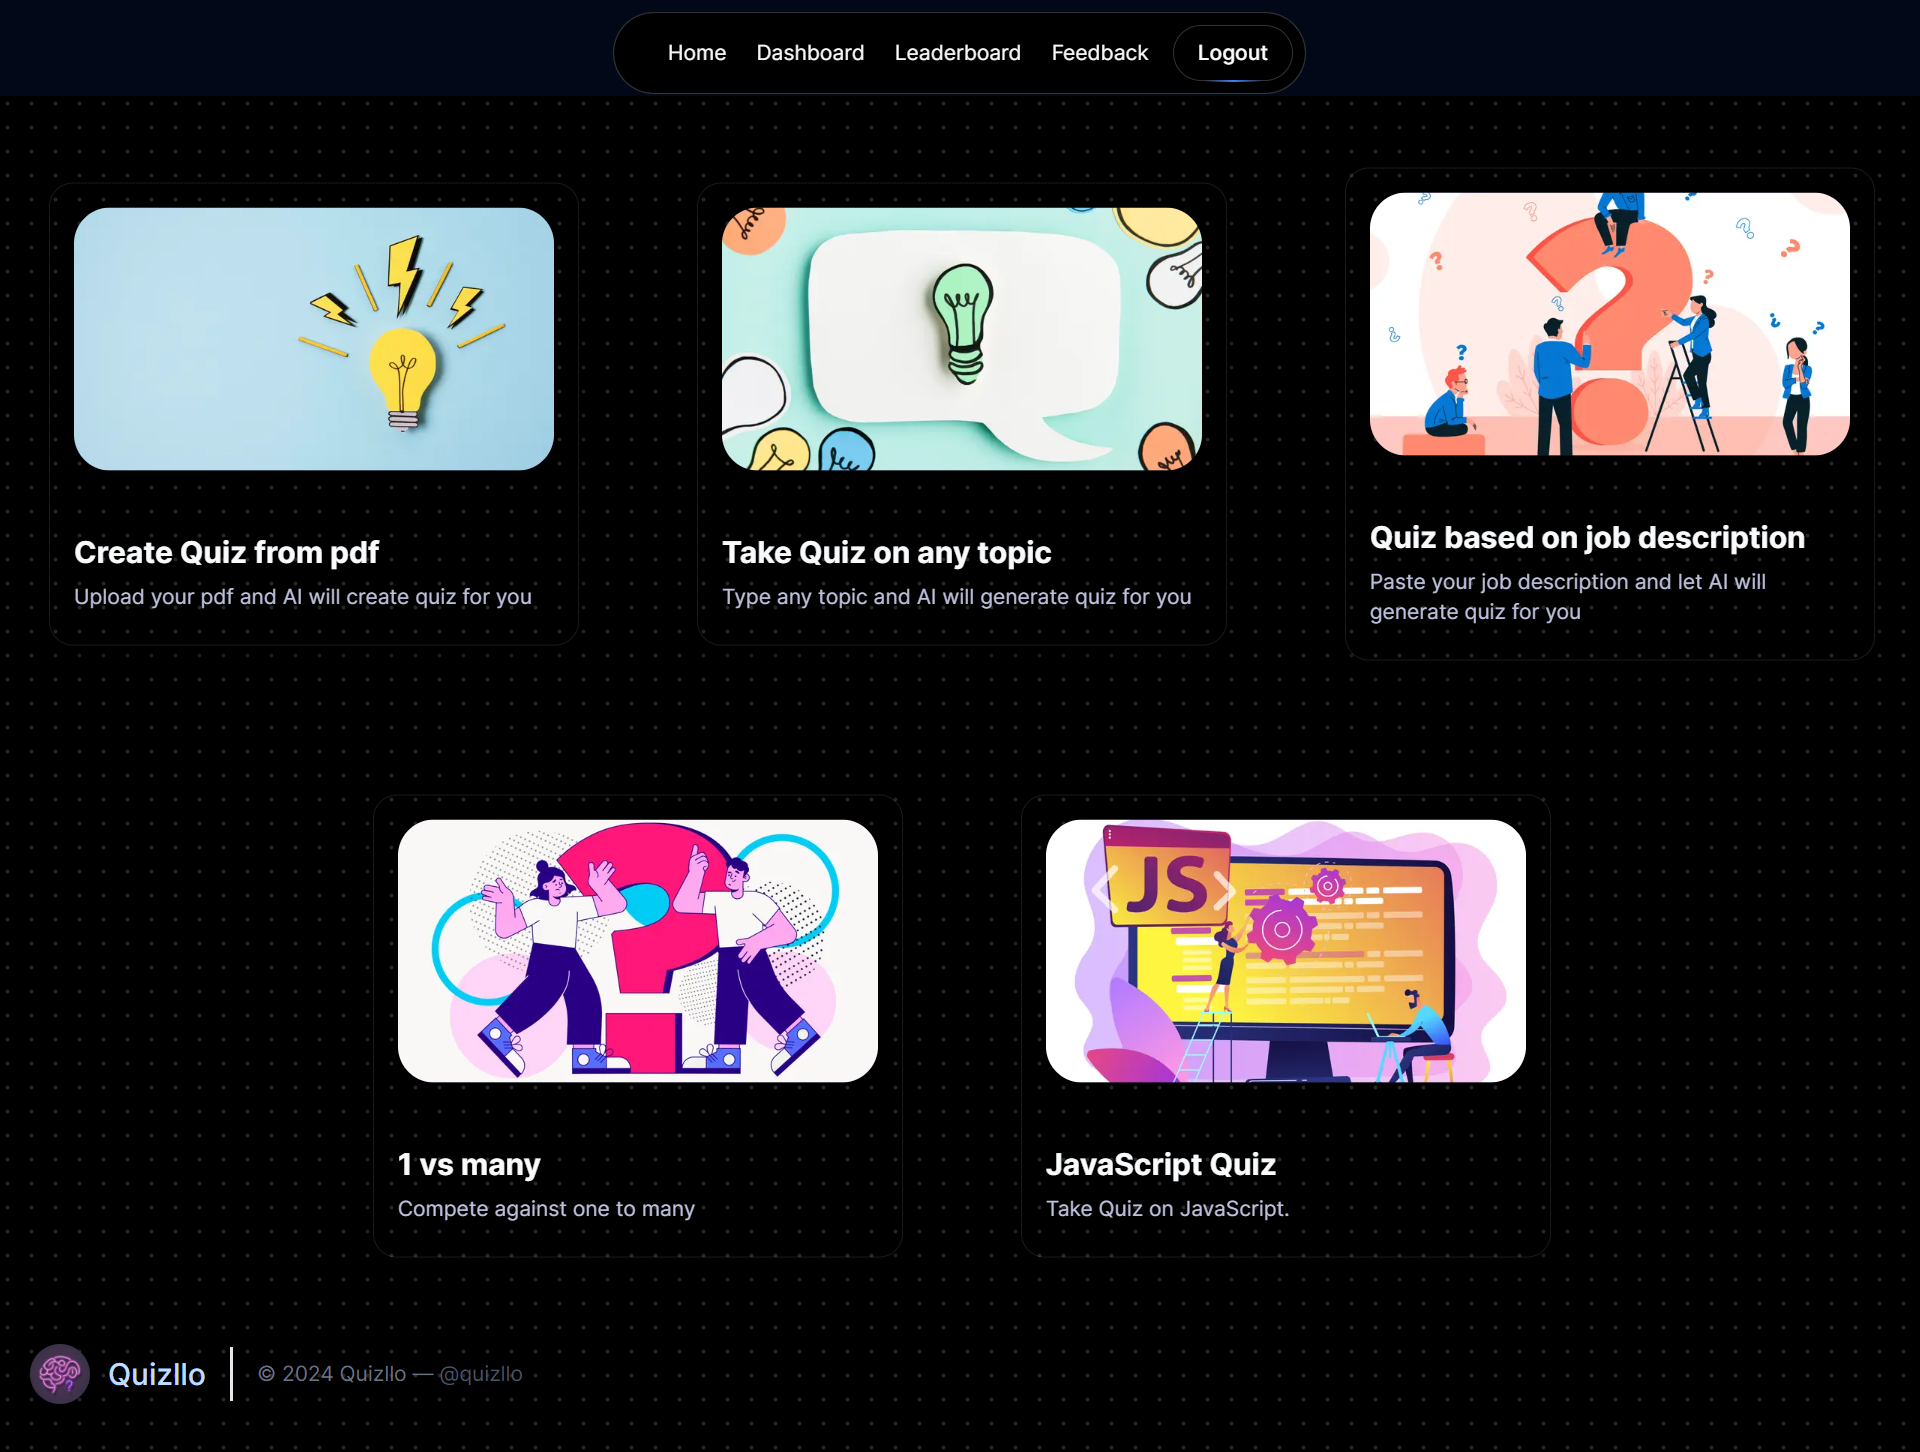 Home Dashboard Leaderboard Feedback Logout
Create Quiz from pdf
Upload your pdf and AI will create quiz for you
Take Quiz on any topic
Type any topic and AI will generate quiz for you
Quiz based on job description
Paste your job description and let AI will
generate quiz for you
JS
1 vs many
Compete against one to many
JavaScript Quiz
Take Quiz on JavaScript.
Quizllo
© 2024 Quizllo — @quizllo